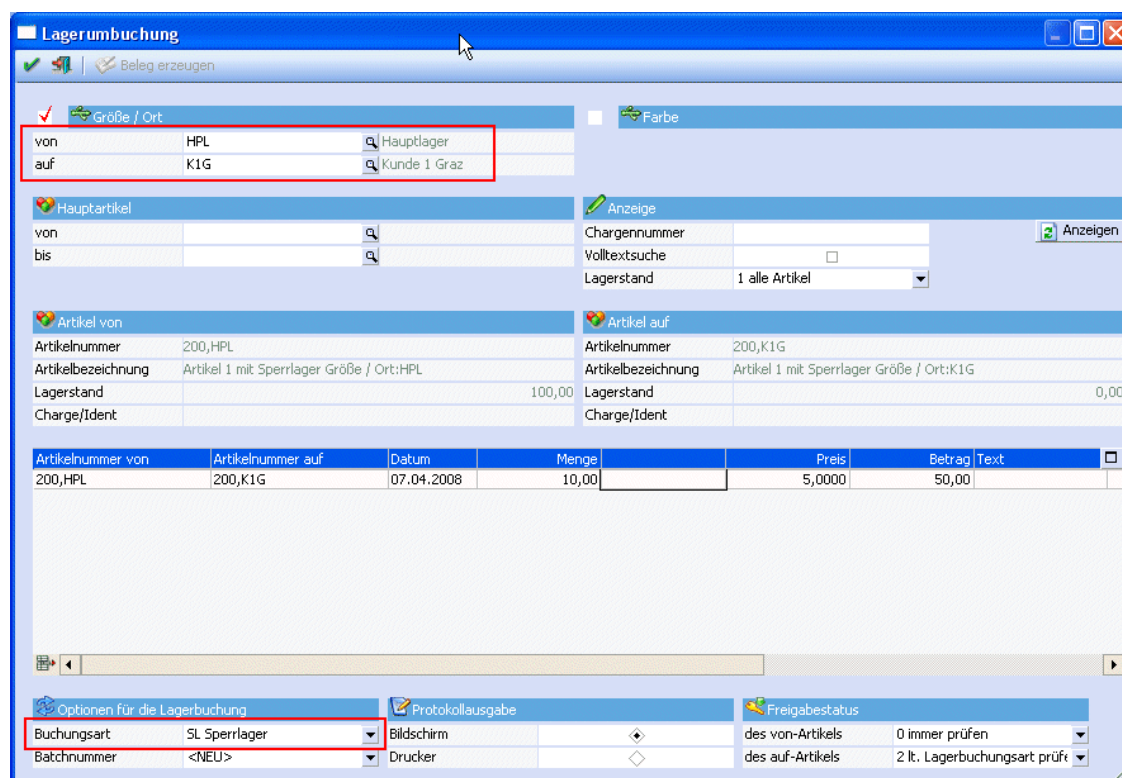 Lagerumbuchung
Beleg erzeugen
Größe / Ort
Farbe
von HPL Hauptlager
auf K1G Kunde 1 Graz
Hauptartikel
Anzeige
von
Chargennummer
Anzeigen
bis
Volltextsuche
Lagerstand 1 alle Artikel
Artikel von
Artikel auf
Artikelnummer 200,HPL
Artikelnummer 200,K1G
Artikelbezeichnung Artikel 1 mit Sperrlager Größe / Ort:HPL
Artikelbezeichnung Artikel 1 mit Sperrlager Größe / Ort:K1G
Lagerstand 100,00
Lagerstand 0,00
Charge/Ident
Charge/Ident
Artikelnummer von Artikelnummer auf Datum Menge Preis Betrag Text
200,HPL 200,K1G 07.04.2008 10,00 5,0000 50,00
Optionen für die Lagerbuchung
Protokollausgabe
Freigabestatus
Buchungsart SL Sperrlager
Bildschirm
des von-Artikels 0 immer prüfen
Batchnummer <NEU>
Drucker
des auf-Artikels 2 lt. Lagerbuchungsart prüfe